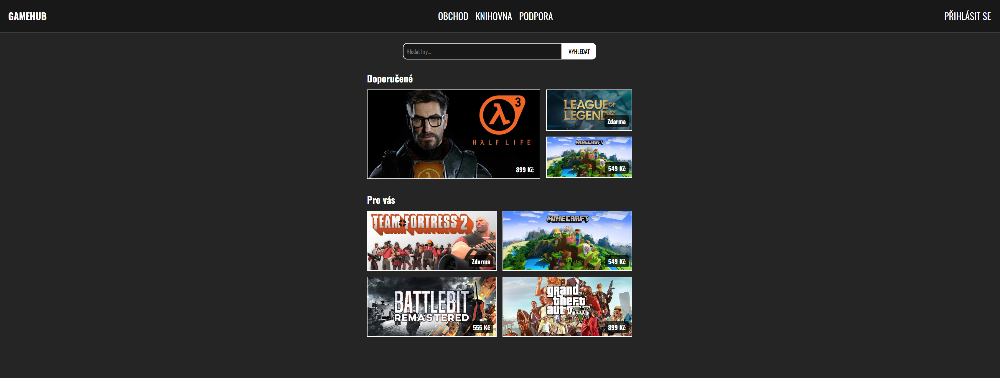 GAMEHUB
OBCHOD KNIHOVNA PODPORA
PŘIHLÁSIT SE
Hledat hry...
VYHLEDAT
Doporučené
3
HλLF LIFE
899 Kč
LEAGUE OF
LEGENDS
Zdarma
MINECRAFT
549 Kč
Pro vás
TEAM FORTRESS 2
Zdarma
MINECRAFT
549 Kč
BATTLEBIT
REMASTERED
555 Kč
grand
theft
auto
V
FIVE
899 Kč